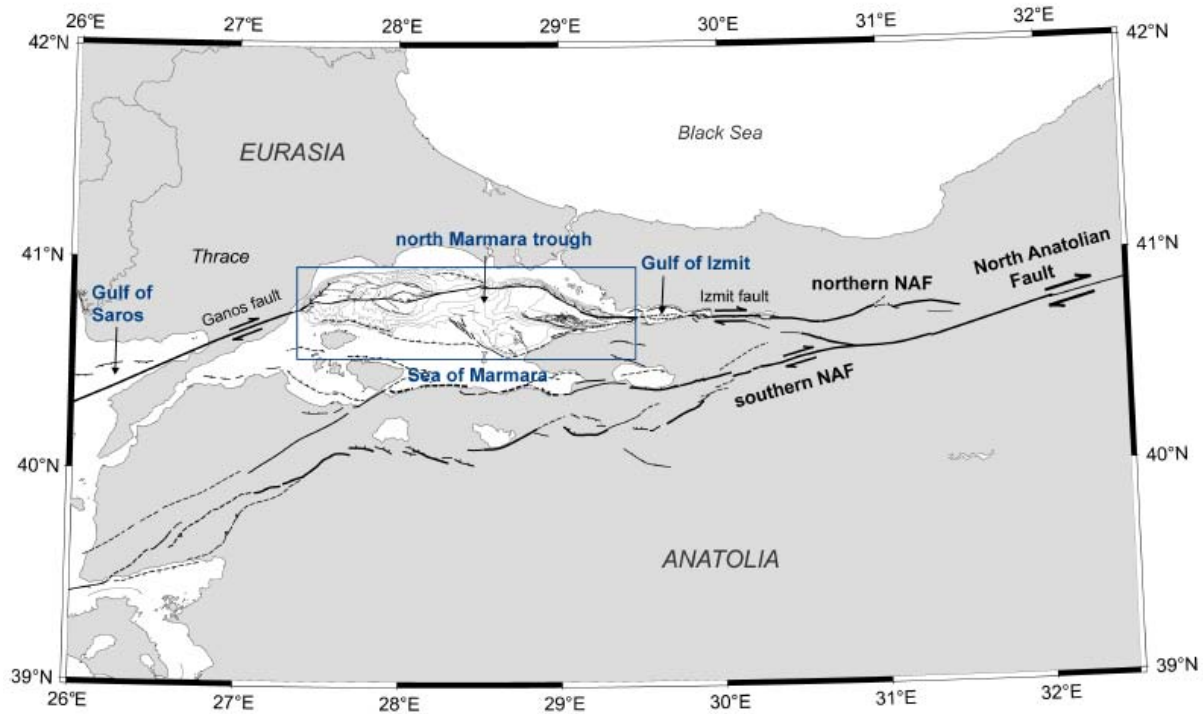 26°E
27°E
28°E
29°E
30°E
31°E
32°E
42°N
42°N
Black Sea
EURASIA
41°N
Thrace
north Marmara trough
Gulf of Izmit
North Anatolian
Fault
41°N
Gulf of
Saros
Ganos fault
Izmit fault
northern NAF
Sea of Marmara
southern NAF
40°N
40°N
ANATOLIA
39°N
39°N
26°E
27°E
28°E
29°E
30°E
31°E
32°E